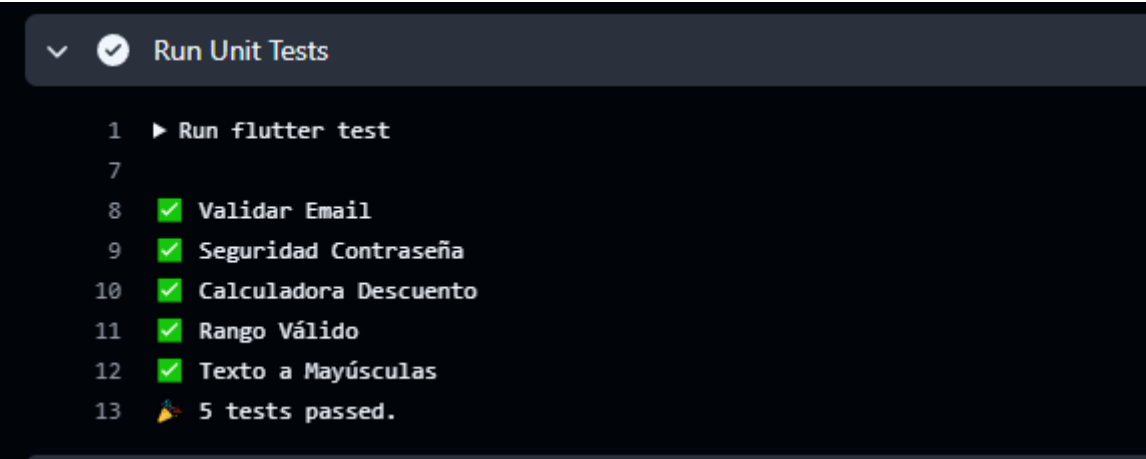 Run Unit Tests
1 ▶ Run flutter test
7
8 ✅ Validar Email
9 ✅ Seguridad Contraseña
10 ✅ Calculadora Descuento
11 ✅ Rango Válido
12 ✅ Texto a Mayúsculas
13 🎉 5 tests passed.